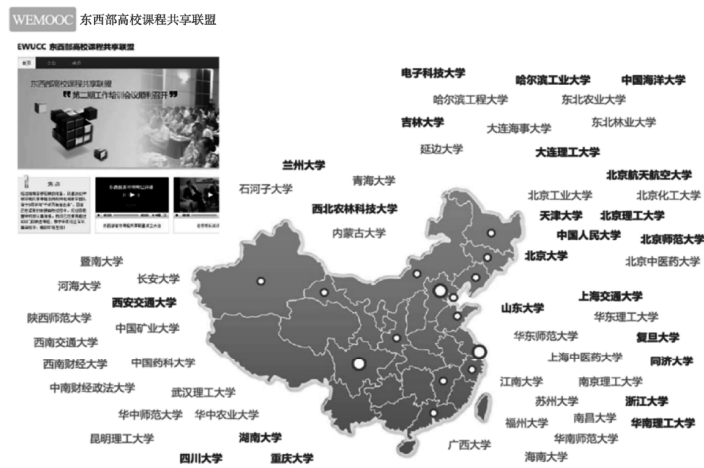 WEMOOC 东西部高校课程共享联盟
EWUCC 东西部高校课程共享联盟
东西部高校课程共享联盟
“第二期工作培训会议顺利召开”
电子科技大学
哈尔滨工业大学
中国海洋大学
哈尔滨工程大学
东北农业大学
吉林大学
大连海事大学
东北林业大学
延边大学
大连理工大学
兰州大学
青海大学
石河子大学
西北农林科技大学
内蒙古大学
北京航天航空大学
北京工业大学
北京化工大学
天津大学
北京理工大学
中国人民大学
北京师范大学
北京大学
北京中医药大学
暨南大学
河海大学
长安大学
西安交通大学
陕西师范大学
中国矿业大学
西南交通大学
西南财经大学
中国药科大学
中南财经政法大学
武汉理工大学
华中师范大学
华中农业大学
昆明理工大学
湖南大学
四川大学
重庆大学
山东大学
上海交通大学
华东理工大学
华东师范大学
复旦大学
上海中医药大学
同济大学
江南大学
南京理工大学
苏州大学
浙江大学
福州大学
南昌大学
华南理工大学
广西大学
华南师范大学
海南大学